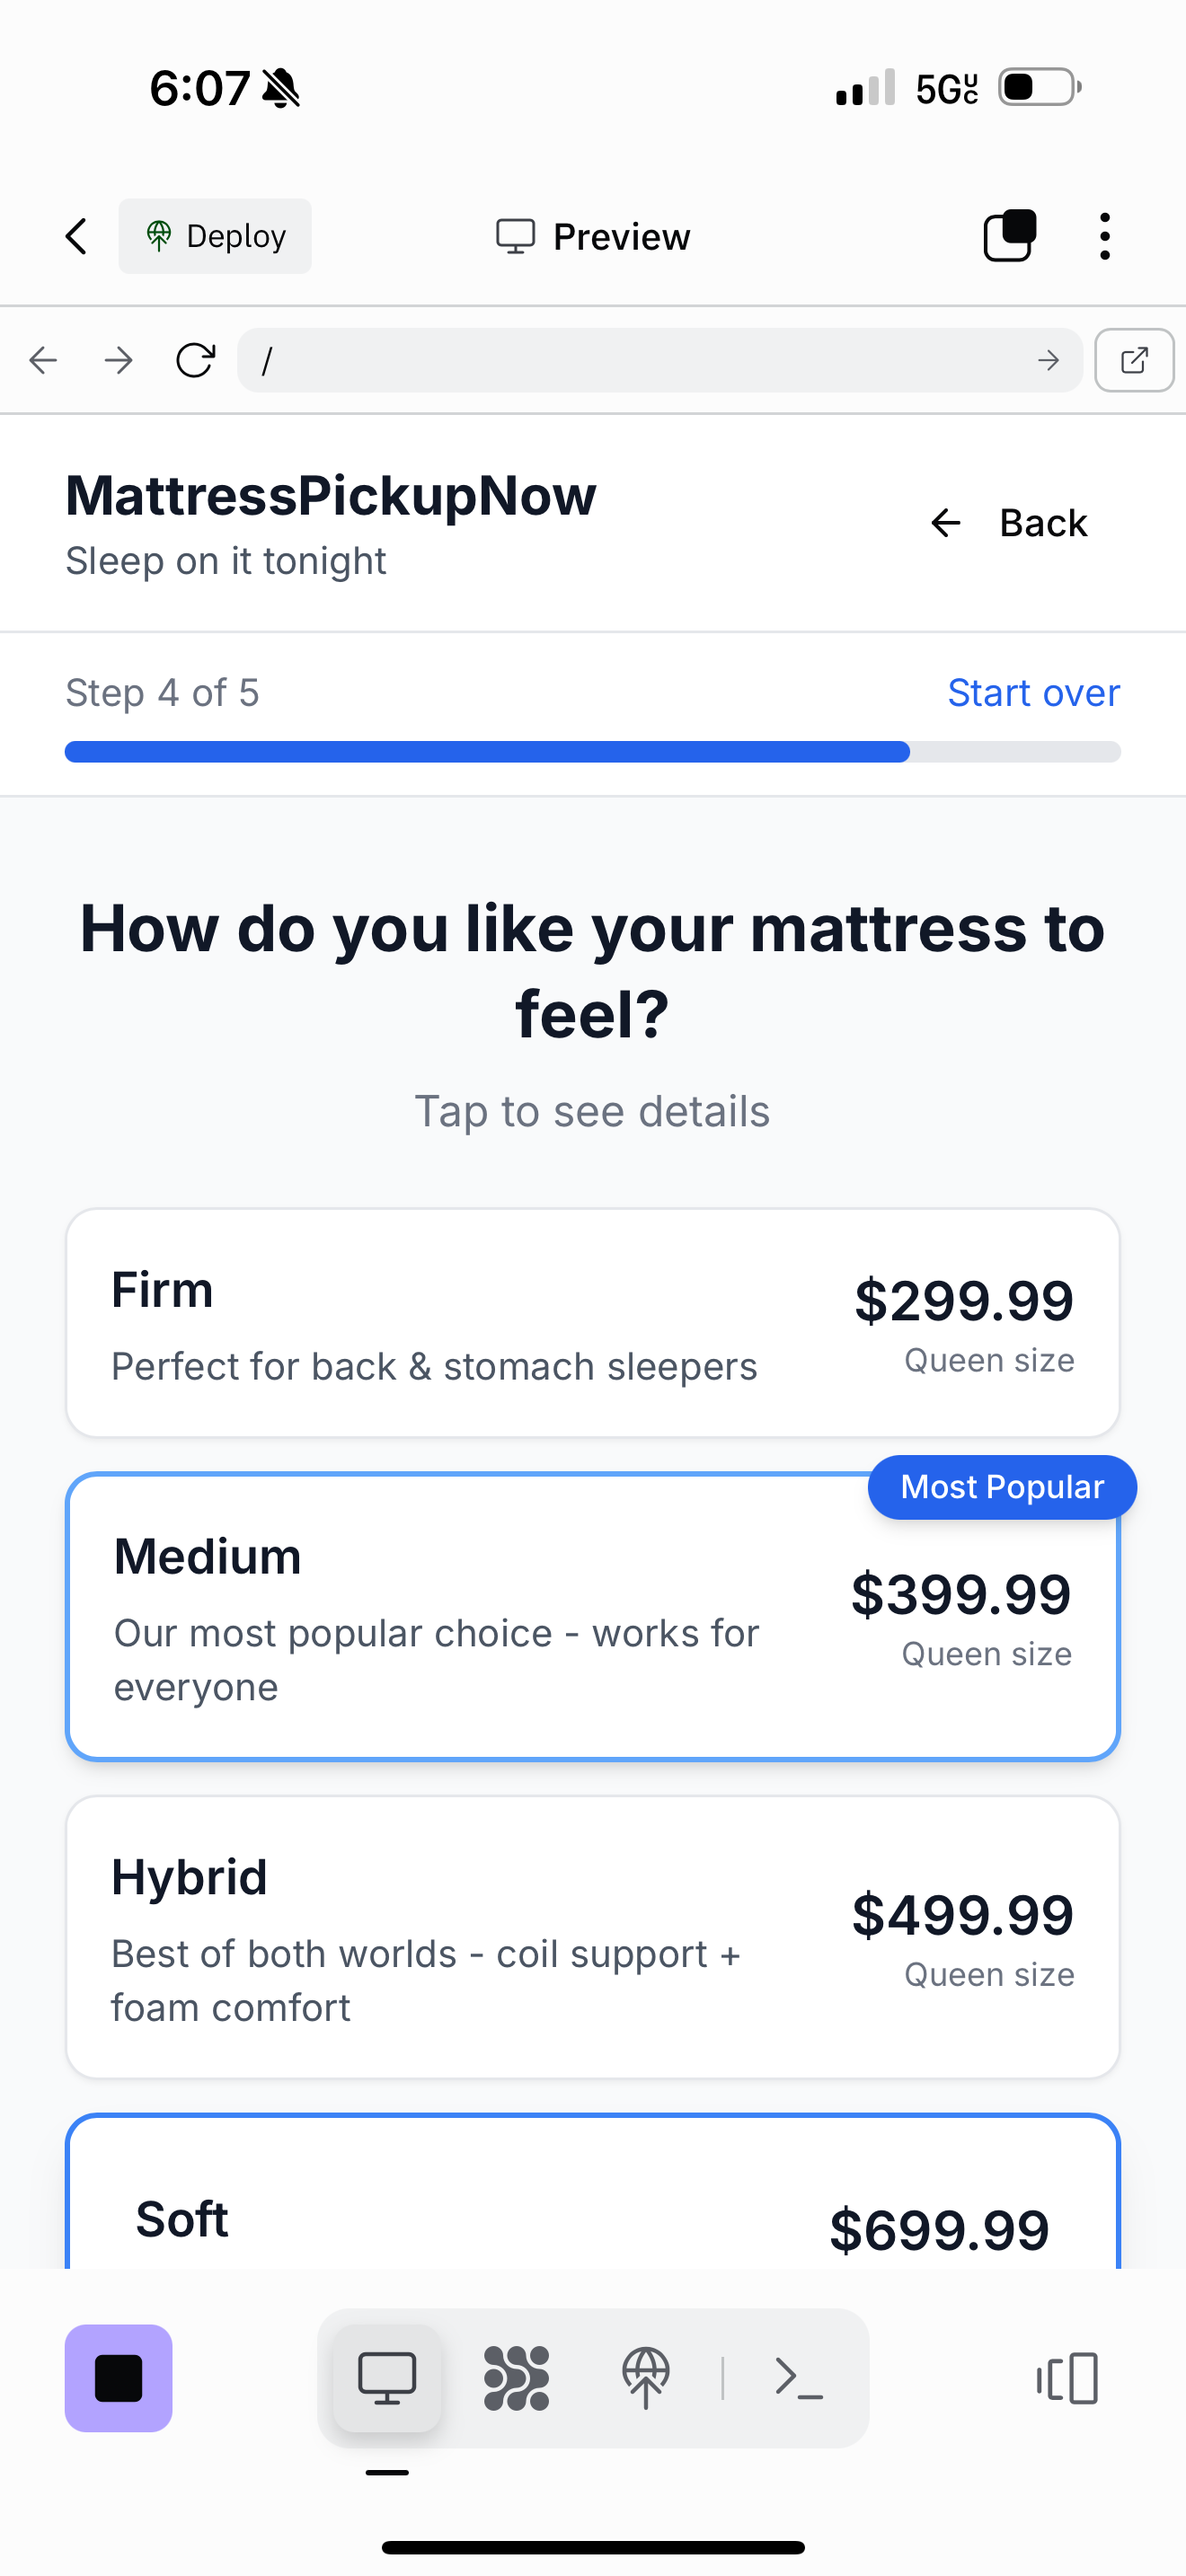 6:07
5GUC
Deploy
Preview
/
MattressPickupNow
Back
Sleep on it tonight
Step 4 of 5
Start over
How do you like your mattress to
feel?
Tap to see details
Firm
$299.99
Perfect for back & stomach sleepers
Queen size
Most Popular
Medium
$399.99
Our most popular choice - works for
everyone
Queen size
Hybrid
$499.99
Best of both worlds - coil support +
foam comfort
Queen size
Soft
$699.99